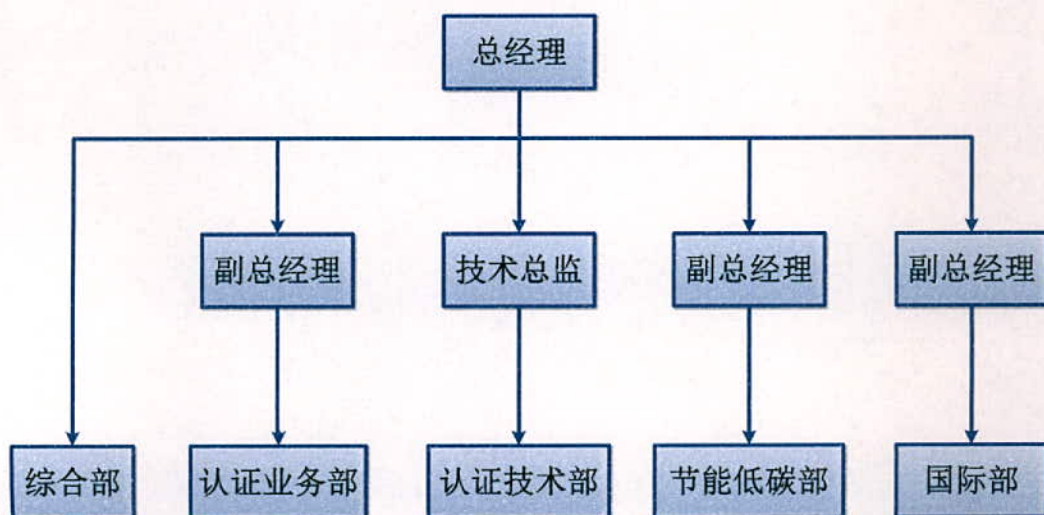 总经理
副总经理
技术总监
副总经理
副总经理
综合部
认证业务部
认证技术部
节能低碳部
国际部